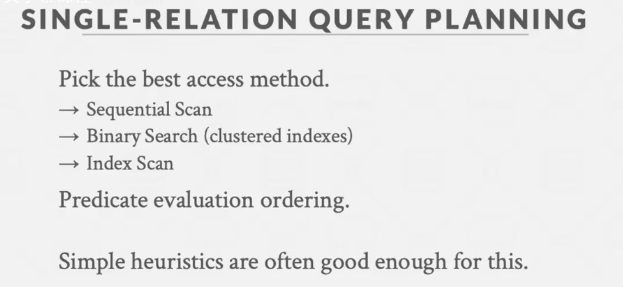 SINGLE-RELATION QUERY PLANNING
Pick the best access method.
→ Sequential Scan
→ Binary Search (clustered indexes)
→ Index Scan
Predicate evaluation ordering.
Simple heuristics are often good enough for this.